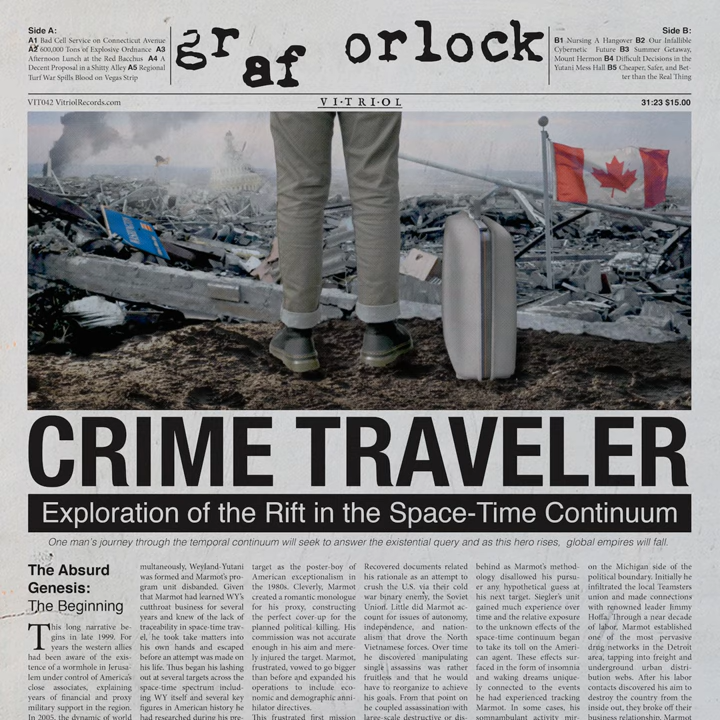 Side A:
A1 Bad Cell Service on Connecticut Avenue
A2 600,000 Tons of Explosive Ordnance A3
Afternoon Lunch at the Red Bacchus A4 A
Decent Proposal in a Shitty Alley A5 Regional
Turf War Spills Blood on Vegas Strip
graf orlock
Side B:
B1 Nursing A Hangover B2 Our Infallible
Cybernetic Future B3 Summer Getaway,
Mount Hermon B4 Difficult Decisions in the
Yutani Mess Hall B5 Cheaper, Safer, and Bet-
ter than the Real Thing
VIT042 VitriolRecords.com
V·I·T·R·I·O·L
31:23 $15.00
CRIME TRAVELER
Exploration of the Rift in the Space-Time Continuum
One man's journey through the temporal continuum will seek to answer the existential query and as this hero rises, global empires will fall.
The Absurd
Genesis:
The Beginning
This long narrative be-
gins in late 1999. For
years the western allies
had been aware of the exis-
tence of a wormhole in Jerusa-
lem under control of America's
close associates, explaining
years of financial and proxy
military support in the region.
In 2005, the dynamic of world
multaneously, Weyland-Yutani
was formed and Marmot's pro-
gram unit disbanded. Given
that Marmot had learned WY's
cutthroat business for several
years and knew of the lack of
traceability in space-time trav-
el, he took take matters into
his own hands and escaped
before an attempt was made on
his life. Thus began his lashing
out at several targets across the
space-time spectrum includ-
ing WY itself and several key
figures in American history he
had researched during his pre-
target as the poster-boy of
American exceptionalism in
the 1980s. Cleverly, Marmot
created a romantic monologue
for his proxy, constructing
the perfect cover-up for the
planned political killing. His
commission was not accurate
enough in his aim and mere-
ly injured the target. Marmot,
frustrated, vowed to go bigger
than before and expanded his
operations to include eco-
nomic and demographic anni-
hilator directives.
This frustrated first mission
Recovered documents related
his rationale as an attempt to
crush the U.S. via their cold
war binary enemy, the Soviet
Union. Little did Marmot ac-
count for issues of autonomy,
independence, and nation-
alism that drove the North
Vietnamese forces. Over time
he discovered manipulating
single assassins was rather
fruitless and that he would
have to reorganize to achieve
his goals. From that point on
he coupled assassination with
large-scale destructive or dis-
behind as Marmot's method-
ology disallowed his pursu-
er any hypothetical guess at
his next target. Siegler's unit
gained much experience over
time and the relative exposure
to the unknown effects of the
space-time continuum began
to take its toll on the Ameri-
can agent. These effects sur-
faced in the form of insomnia
and waking dreams unique-
ly connected to the events
he had experienced tracking
Marmot. In some cases, his
somnambulant activity mir-
on the Michigan side of the
political boundary. Initially he
infiltrated the local Teamsters
union and made connections
with renowned leader Jimmy
Hoffa. Through a near decade
of labor, Marmot established
one of the most pervasive
drug networks in the Detroit
area, tapping into freight and
underground urban distri-
bution webs. After his labor
contacts discovered his aim to
destroy the country from the
inside out, they broke off their
business relationship. Marmot